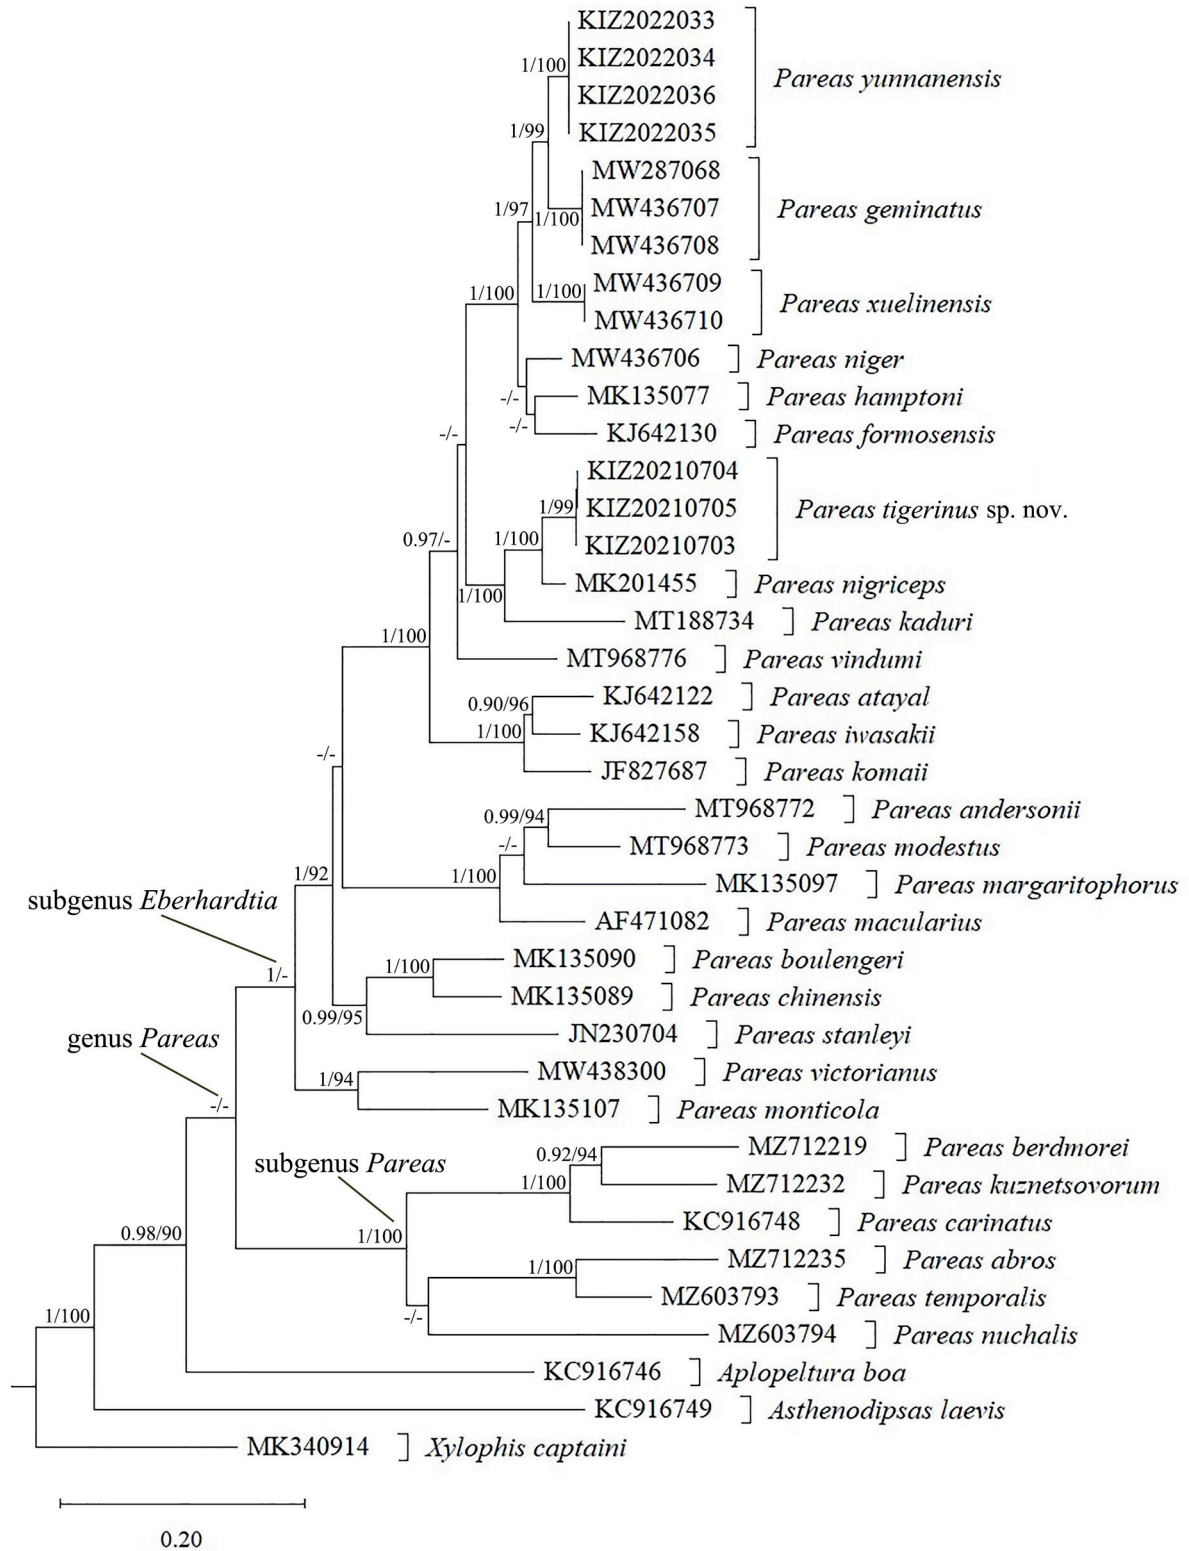 KIZ2022033
KIZ2022034
1/100
Pareas yunnanensis
KIZ2022036
KIZ2022035
1/99
MW287068
MW436707
Pareas geminatus
1/97
1/100
MW436708
MW436709
1/100
1/100
Pareas xuelinensis
MW436710
MW436706
Pareas niger
MK135077
Pareas hamptoni
-/-
KJ642130
Pareas formosensis
-/-
-/-
KIZ20210704
KIZ20210705
1/99
Pareas tigerinus sp. nov.
KIZ20210703
1/100
0.97/-
MK201455
Pareas nigriceps
1/100
MT188734
Pareas kaduri
1/100
MT968776
Pareas vindumi
KJ642122
Pareas atayal
0.90/96
KJ642158
Pareas iwasakii
1/100
-/-
JF827687
Pareas komaii
MT968772
Pareas andersonii
0.99/94
MT968773
Pareas modestus
-/-
MK135097
Pareas margaritophorus
1/100
1/92
AF471082
Pareas macularius
subgenus Eberhardtia
MK135090
Pareas boulengeri
1/100
1/-
MK135089
Pareas chinensis
0.99/95
JN230704
Pareas stanleyi
genus Pareas
MW438300
Pareas victorianus
1/94
MK135107
Pareas monticola
-/-
MZ712219
Pareas berdmorei
0.92/94
subgenus Pareas
MZ712232
Pareas kuznetsovorum
1/100
KC916748
Pareas carinatus
1/100
0.98/90
MZ712235
Pareas abros
1/100
MZ603793
Pareas temporalis
-/-
1/100
MZ603794
Pareas nuchalis
KC916746
Aplopeltura boa
KC916749
Asthenodipsas laevis
MK340914
Xylophis captaini
0.20